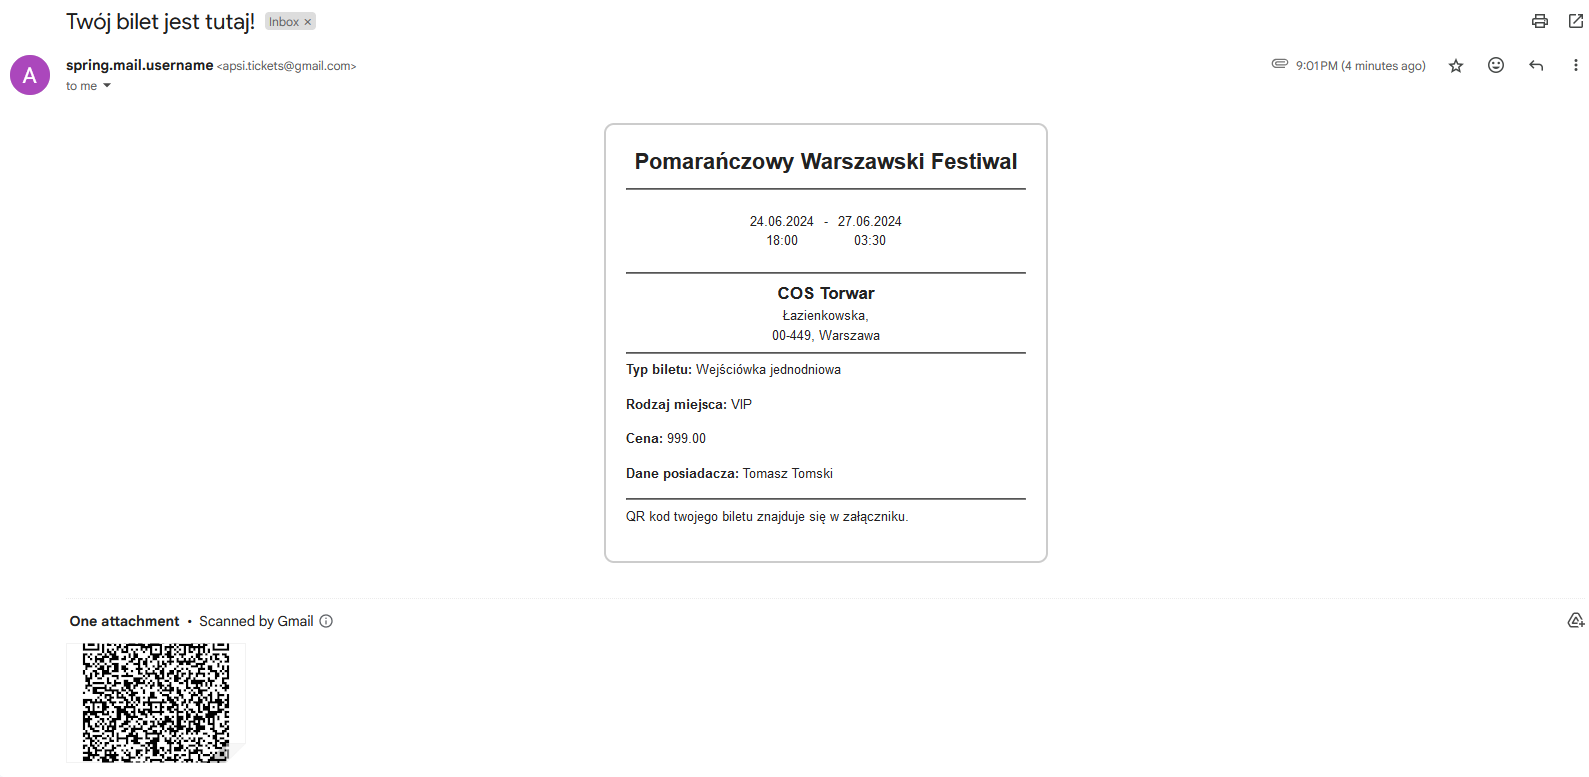 Twój bilet jest tutaj! Inbox ×
spring.mail.username <apsi.tickets@gmail.com> 9:01 PM (4 minutes ago)
to me
A
Pomarańczowy Warszawski Festiwal
24.06.2024 - 27.06.2024
18:00 03:30
COS Torwar
Łazienkowska,
00-449, Warszawa
Typ biletu: Wejściówka jednodniowa
Rodzaj miejsca: VIP
Cena: 999.00
Dane posiadacza: Tomasz Tomski
QR kod twojego biletu znajduje się w załączniku.
One attachment • Scanned by Gmail